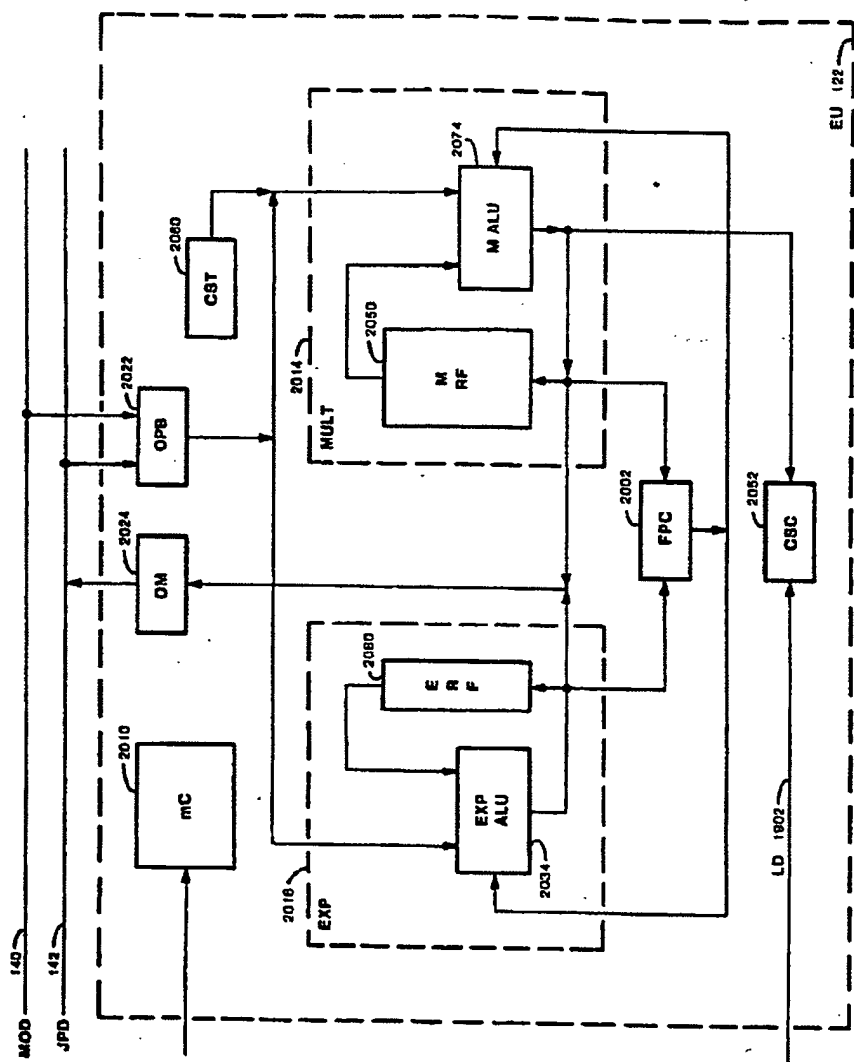 MOD
140
JPD
142
mC
2010
OM
2024
OPB
2022
CST
2060
EXP
2016
EXP
ALU
2034
E
R
F
2080
MULT
2014
M
RF
2050
M ALU
2074
FPC
2002
CSC
2052
LD 1902
EU 122